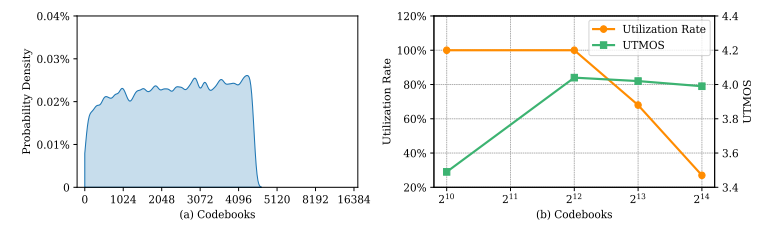 0.04%
0.03%
0.02%
0.01%
0
Probability Density
0 1024 2048 3072 4096 5120 8192 16384
(a) Codebooks
120%
100%
80%
60%
40%
20%
Utilization Rate
Utilization Rate
UTMOS
4.4
4.2
4.0
3.8
3.6
3.4
UTMOS
2^10 2^11 2^12 2^13 2^14
(b) Codebooks